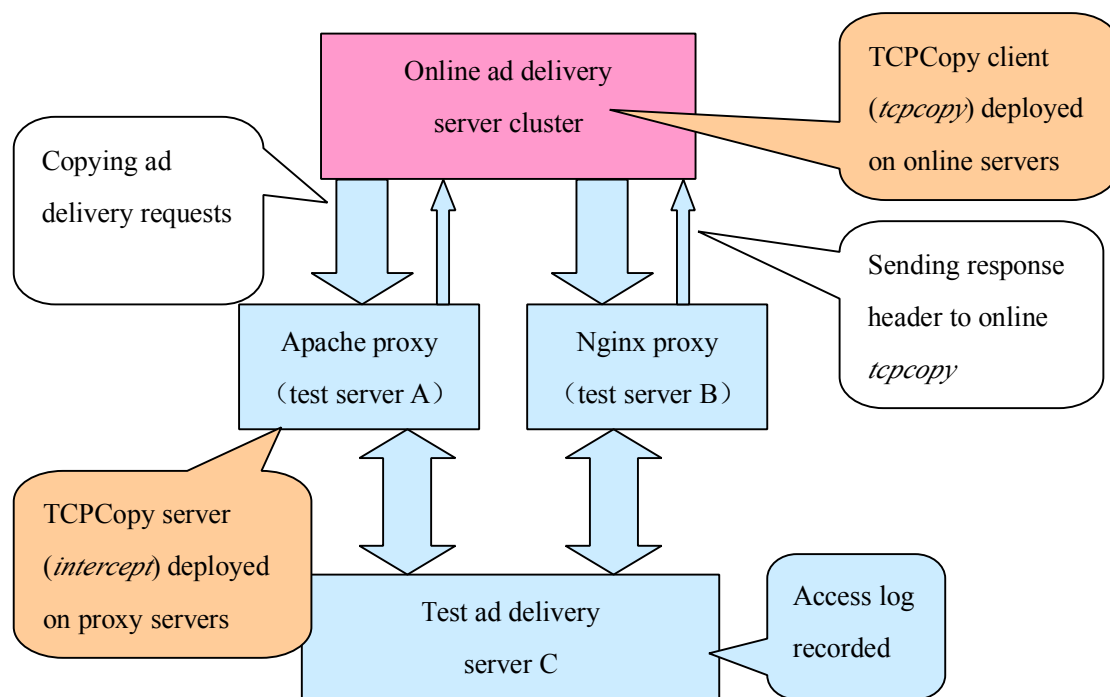 Online ad delivery
server cluster
TCPCopy client
(tcpcopy) deployed
on online servers
Copying ad
delivery requests
Sending response
header to online
tcpcopy
Apache proxy
（test server A）
Nginx proxy
（test server B）
TCPCopy server
(intercept) deployed
on proxy servers
Test ad delivery
server C
Access log
recorded